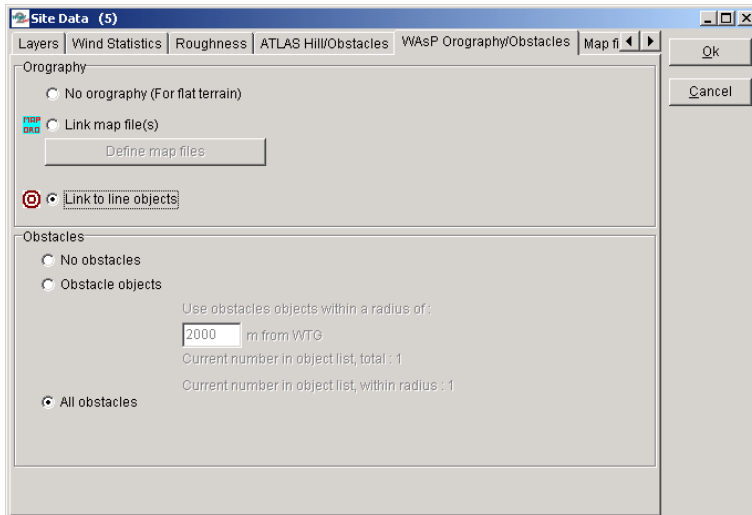 Site Data (5)
Layers Wind Statistics Roughness ATLAS Hill/Obstacles WAsP Orography/Obstacles Map fi
Ok
Cancel
Orography
No orography (For flat terrain)
MAP
ORO
Link map file(s)
Define map files
Link to line objects
Obstacles
No obstacles
Obstacle objects
Use obstacles objects within a radius of :
2000 m from WTG
Current number in object list, total : 1
Current number in object list, within radius : 1
All obstacles